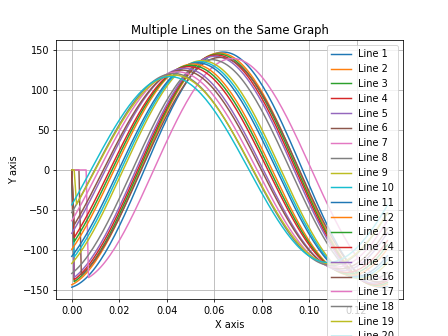 Multiple Lines on the Same Graph
150
100
50
0
−50
−100
−150
Y axis
0.00
0.02
0.04
0.06
0.08
0.10
X axis
Line 1
Line 2
Line 3
Line 4
Line 5
Line 6
Line 7
Line 8
Line 9
Line 10
Line 11
Line 12
Line 13
Line 14
Line 15
Line 16
Line 17
Line 18
Line 19
Line 20